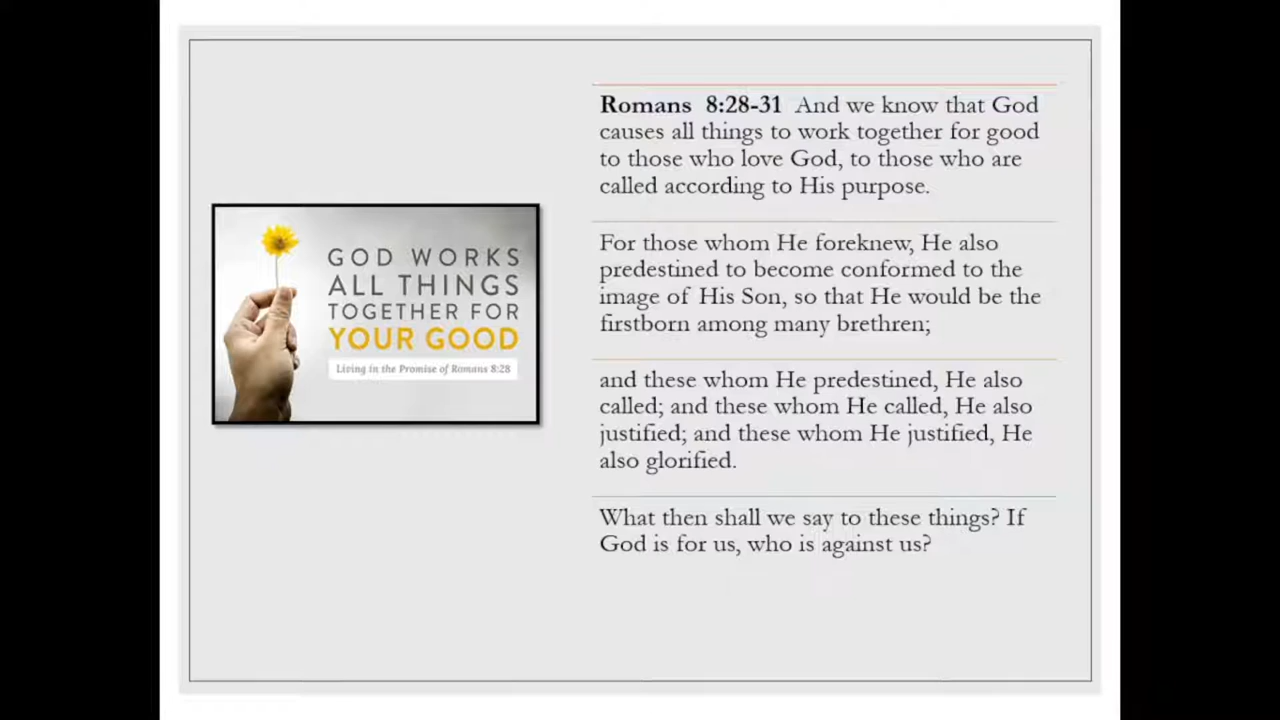 GOD WORKS
ALL THINGS
TOGETHER FOR
YOUR GOOD
Living in the Promise of Romans 8:28
Romans 8:28-31 And we know that God
causes all things to work together for good
to those who love God, to those who are
called according to His purpose.
For those whom He foreknew, He also
predestined to become conformed to the
image of His Son, so that He would be the
firstborn among many brethren;
and these whom He predestined, He also
called; and these whom He called, He also
justified; and these whom He justified, He
also glorified.
What then shall we say to these things? If
God is for us, who is against us?